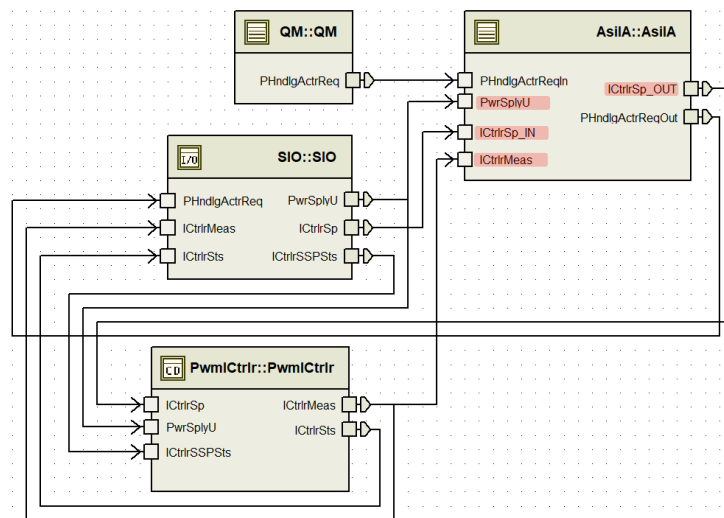 QM::QM
PHndlgActrReq
AsilA::AsilA
PHndlgActrReqIn
ICtrlrSp_OUT
PwrSplyU
PHndlgActrReqOut
ICtrlrSp_IN
ICtrlrMeas
I/O
SIO::SIO
PHndlgActrReq
PwrSplyU
ICtrlrMeas
ICtrlrSp
ICtrlrSts
ICtrlrSSPSts
CD
PwmICtrlr::PwmICtrlr
ICtrlrSp
ICtrlrMeas
PwrSplyU
ICtrlrSts
ICtrlrSSPSts